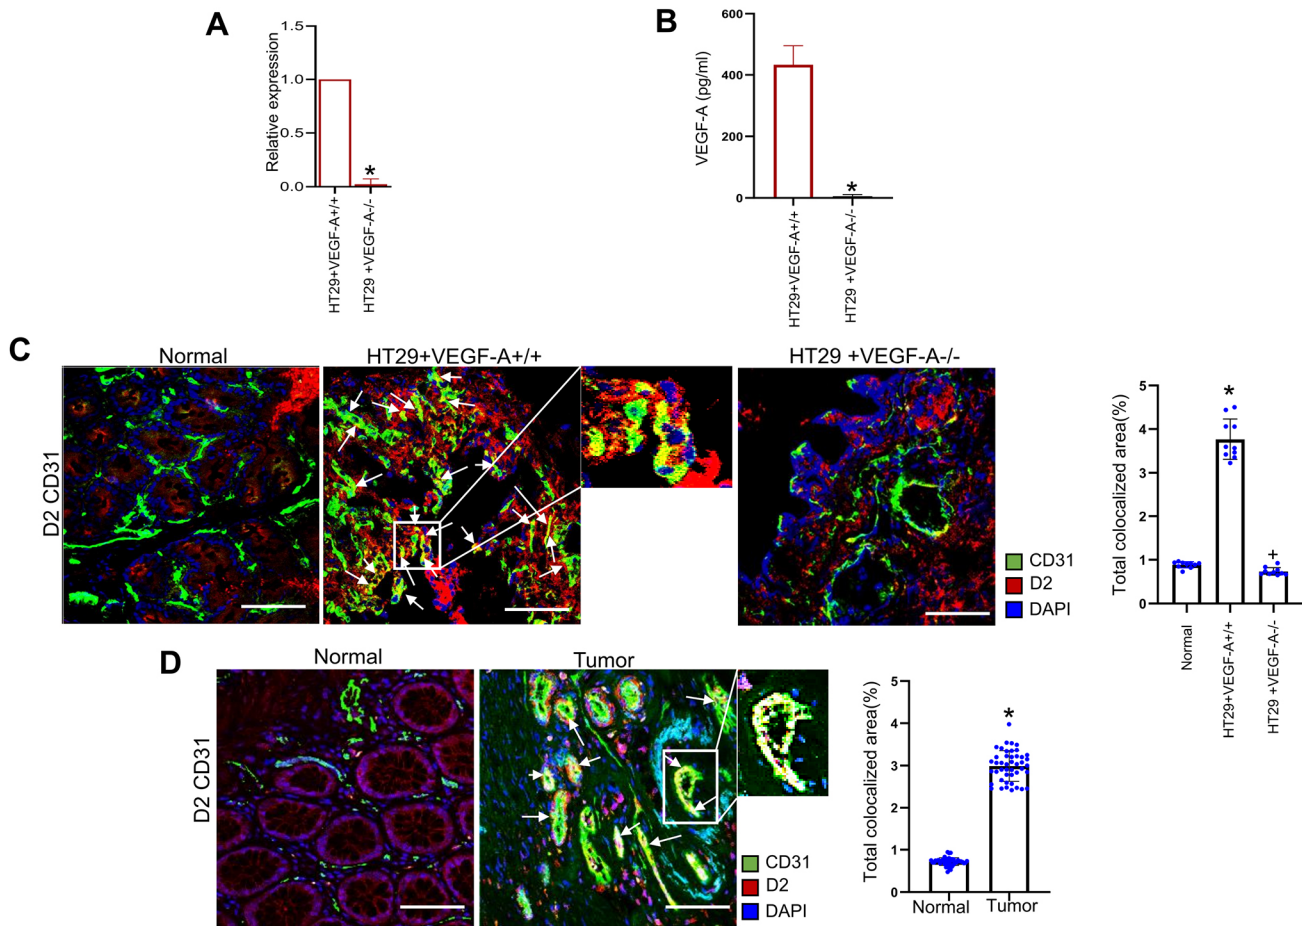 A
1.5
1.0
0.5
0.0
Relative expression
*
HT29+VEGF-A+/+
HT29 +VEGF-A-/-
B
600
400
200
0
VEGF-A (pg/ml)
*
HT29+VEGF-A+/+
HT29 +VEGF-A-/-
C
Normal
HT29+VEGF-A+/+
HT29 +VEGF-A-/-
D2 CD31
CD31
D2
DAPI
Total colocalized area(%)
5
4
3
2
1
0
*
+
Normal
HT29+VEGF-A+/+
HT29 +VEGF-A-/-
D
Normal
Tumor
D2 CD31
CD31
D2
DAPI
Total colocalized area(%)
5
4
3
2
1
0
*
Normal
Tumor